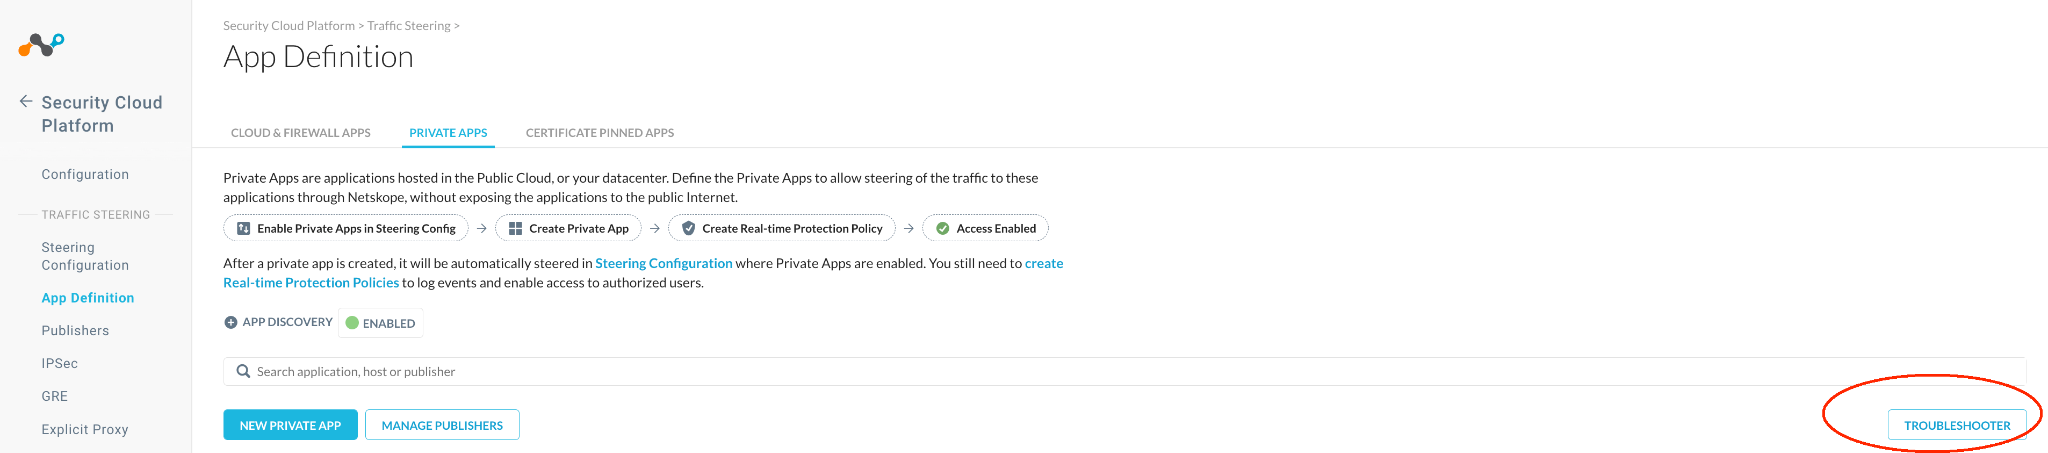 Security Cloud Platform
Configuration
TRAFFIC STEERING
Steering
Configuration
App Definition
Publishers
IPSec
GRE
Explicit Proxy
Security Cloud Platform > Traffic Steering >
App Definition
CLOUD & FIREWALL APPS PRIVATE APPS CERTIFICATE PINNED APPS
Private Apps are applications hosted in the Public Cloud, or your datacenter. Define the Private Apps to allow steering of the traffic to these
applications through Netskope, without exposing the applications to the public Internet.
Enable Private Apps in Steering Config → Create Private App → Create Real-time Protection Policy → Access Enabled
After a private app is created, it will be automatically steered in Steering Configuration where Private Apps are enabled. You still need to create
Real-time Protection Policies to log events and enable access to authorized users.
APP DISCOVERY ENABLED
Search application, host or publisher
NEW PRIVATE APP MANAGE PUBLISHERS TROUBLESHOOTER